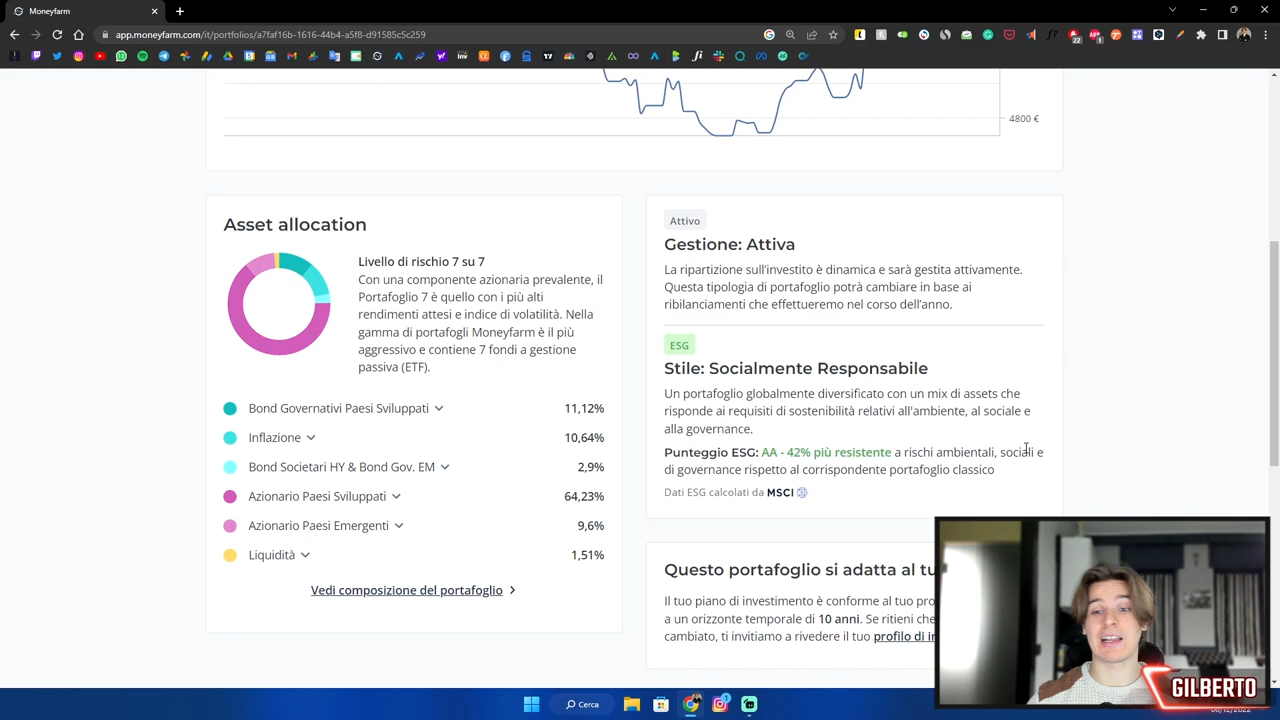 Moneyfarm
app.moneyfarm.com/it/portfolios/a7faf16b-1616-44b4-a5f8-d91585c5c259
4800 €
Asset allocation
Livello di rischio 7 su 7
Con una componente azionaria prevalente, il
Portafoglio 7 è quello con i più alti
rendimenti attesi e indice di volatilità. Nella
gamma di portafogli Moneyfarm è il più
aggressivo e contiene 7 fondi a gestione
passiva (ETF).
Bond Governativi Paesi Sviluppati 11,12%
Inflazione 10,64%
Bond Societari HY & Bond Gov. EM 2,9%
Azionario Paesi Sviluppati 64,23%
Azionario Paesi Emergenti 9,6%
Liquidità 1,51%
Vedi composizione del portafoglio
Attivo
Gestione: Attiva
La ripartizione sull'investito è dinamica e sarà gestita attivamente.
Questa tipologia di portafoglio potrà cambiare in base ai
ribilanciamenti che effettueremo nel corso dell'anno.
ESG
Stile: Socialmente Responsabile
Un portafoglio globalmente diversificato con un mix di assets che
risponde ai requisiti di sostenibilità relativi all'ambiente, al sociale e
alla governance.
Punteggio ESG: AA - 42% più resistente a rischi ambientali, sociali e
di governance rispetto al corrispondente portafoglio classico
Dati ESG calcolati da MSCI
Questo portafoglio si adatta al tu
Il tuo piano di investimento è conforme al tuo pro
a un orizzonte temporale di 10 anni. Se ritieni che
cambiato, ti invitiamo a rivedere il tuo profilo di in
GILBERTO
Cerca